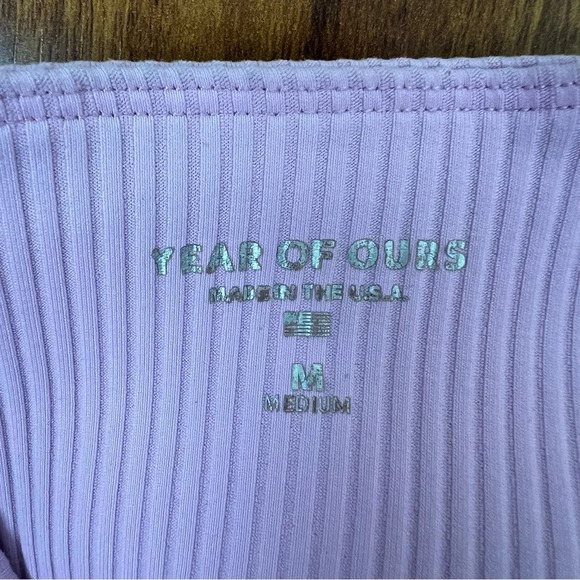 YEAR OF OURS
MADE IN THE U.S.A.
M
MEDIUM